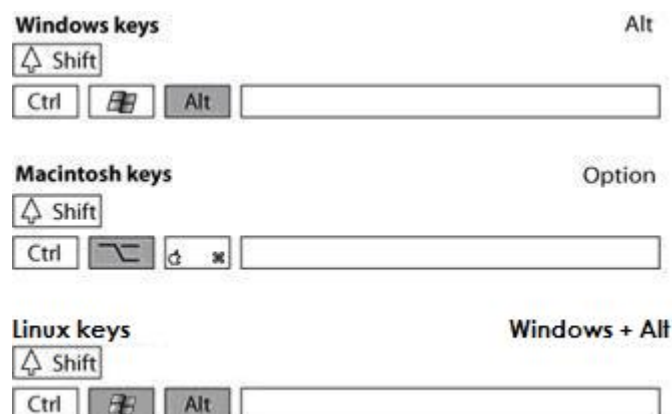 Windows keys Alt
Shift
Ctrl Alt
Macintosh keys Option
Shift
Ctrl ⌥ ⌘
Linux keys Windows + Alt
Shift
Ctrl Alt